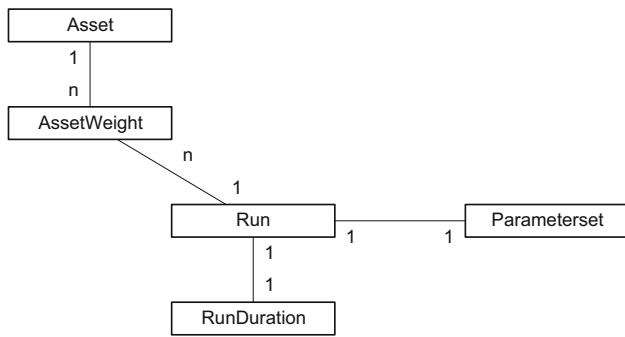 Asset
1
n
AssetWeight
n
1
Run
1
1
Parameterset
1
1
RunDuration